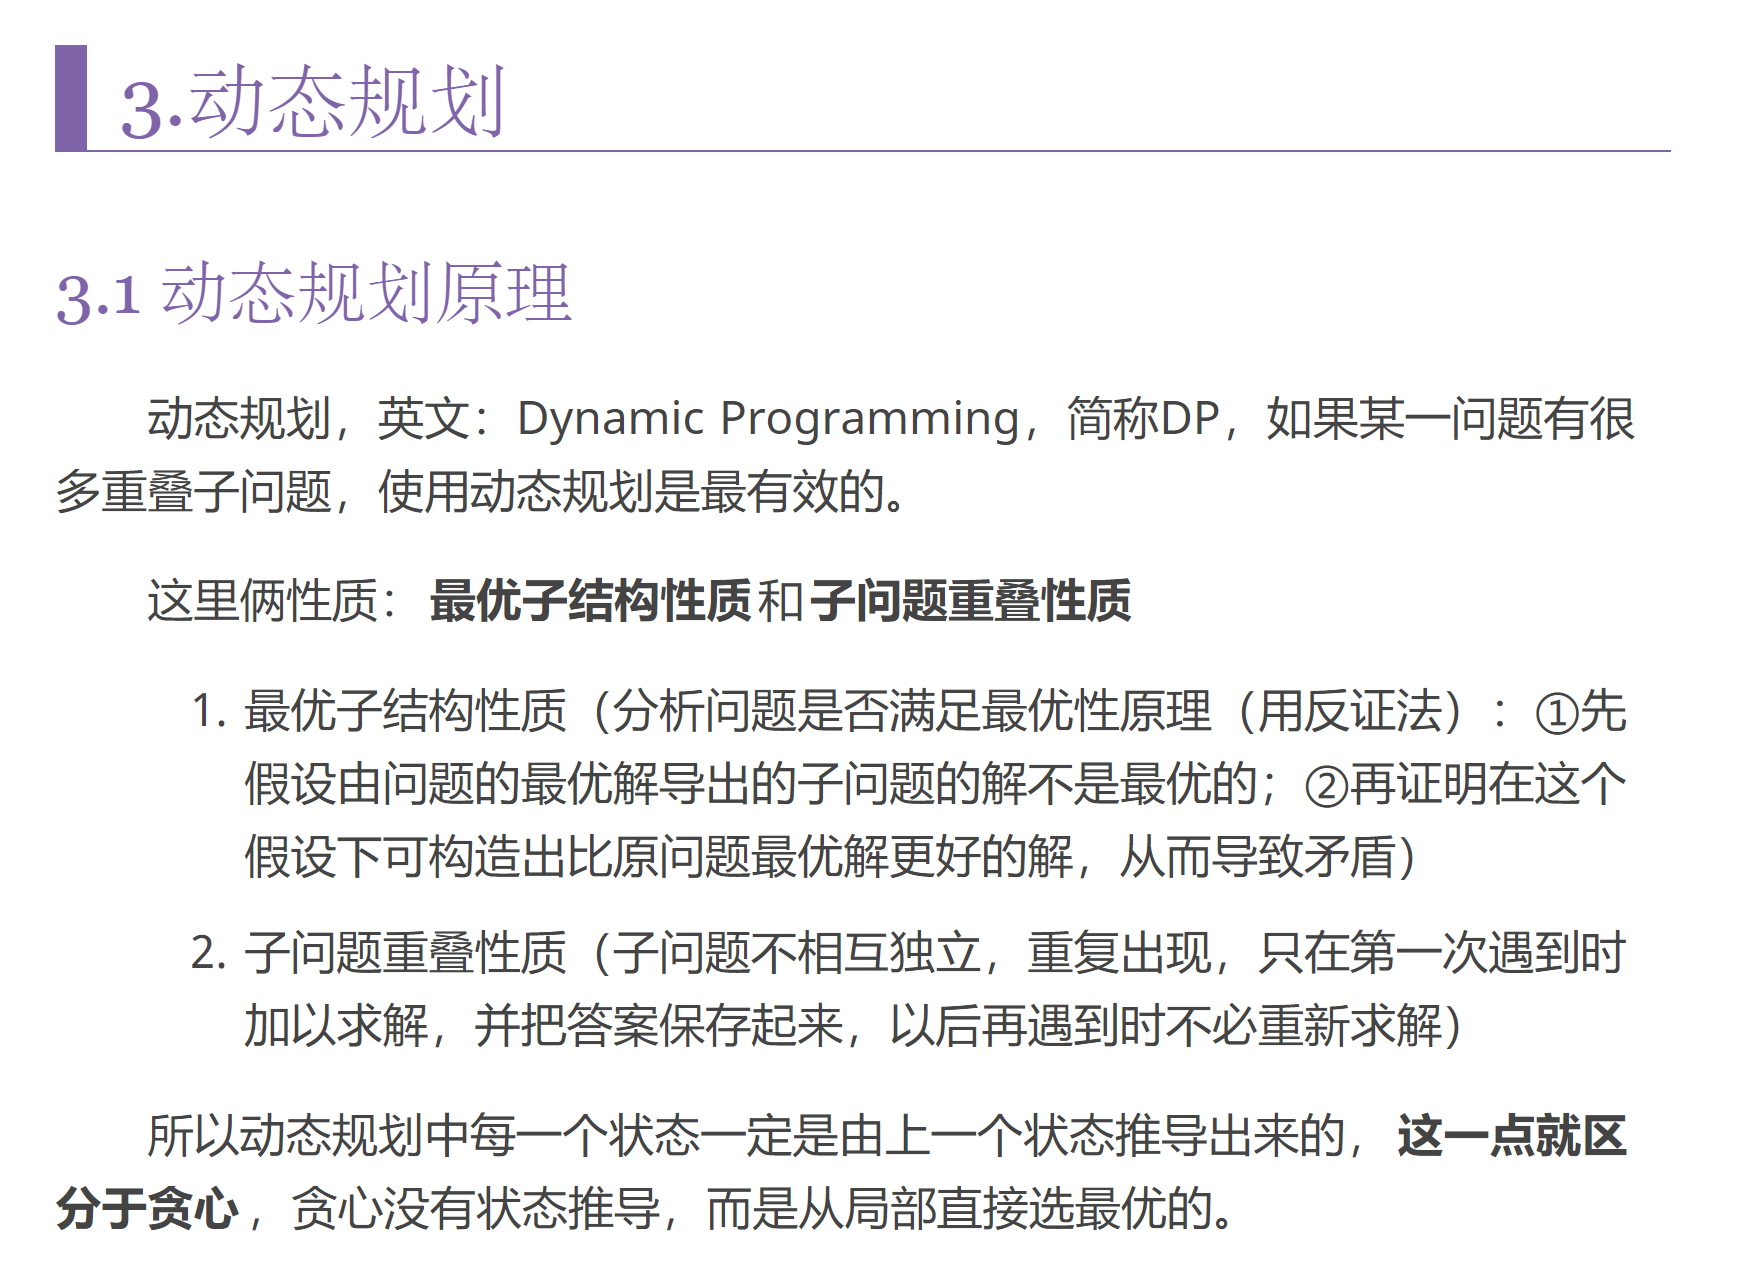 3.动态规划
3.1 动态规划原理
动态规划，英文：Dynamic Programming，简称DP，如果某一问题有很
多重叠子问题，使用动态规划是最有效的。
这里俩性质：最优子结构性质和子问题重叠性质
1. 最优子结构性质（分析问题是否满足最优性原理（用反证法）：①先
假设由问题的最优解导出的子问题的解不是最优的；②再证明在这个
假设下可构造出比原问题最优解更好的解，从而导致矛盾）
2. 子问题重叠性质（子问题不相互独立，重复出现，只在第一次遇到时
加以求解，并把答案保存起来，以后再遇到时不必重新求解）
所以动态规划中每一个状态一定是由上一个状态推导出来的，这一点就区
分于贪心，贪心没有状态推导，而是从局部直接选最优的。